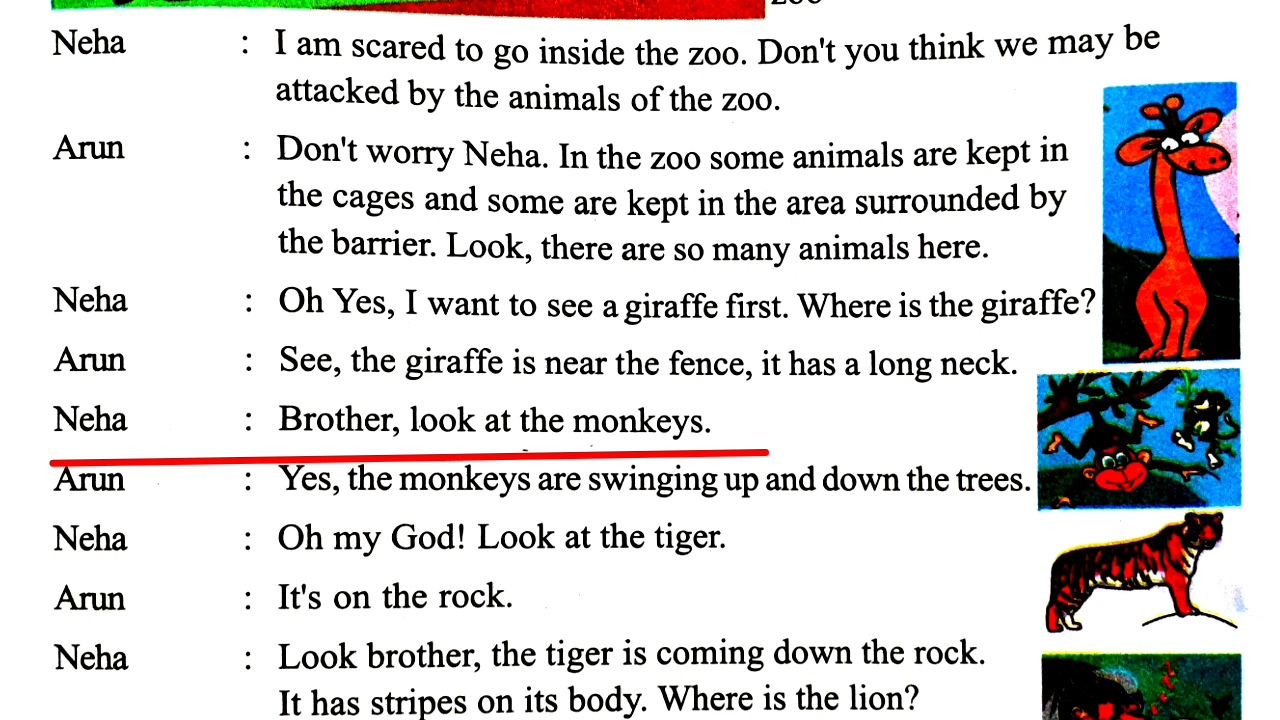 zoo
Neha : I am scared to go inside the zoo. Don't you think we may be
attacked by the animals of the zoo.
Arun : Don't worry Neha. In the zoo some animals are kept in
the cages and some are kept in the area surrounded by
the barrier. Look, there are so many animals here.
Neha : Oh Yes, I want to see a giraffe first. Where is the giraffe?
Arun : See, the giraffe is near the fence, it has a long neck.
Neha : Brother, look at the monkeys.
Arun : Yes, the monkeys are swinging up and down the trees.
Neha : Oh my God! Look at the tiger.
Arun : It's on the rock.
Neha : Look brother, the tiger is coming down the rock.
It has stripes on its body. Where is the lion?